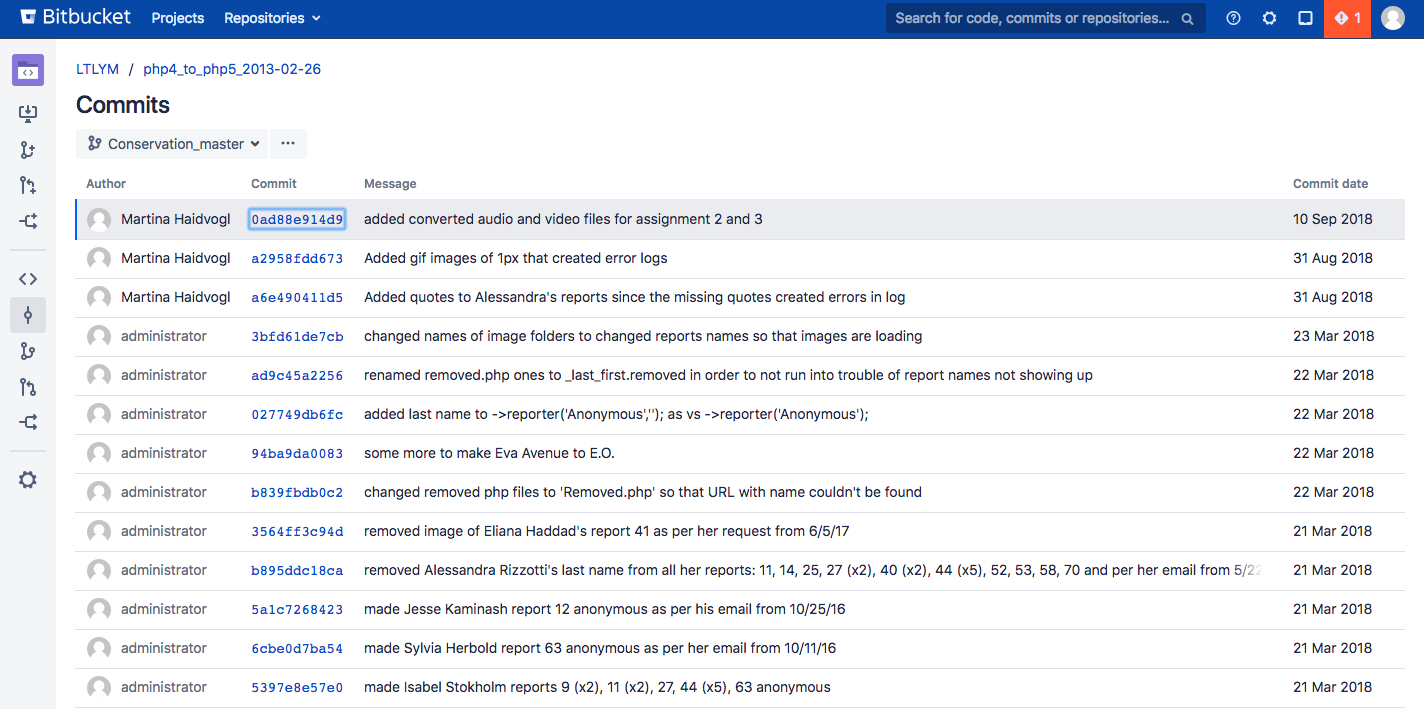 Bitbucket Projects Repositories Search for code, commits or repositories... 1
LTLYM / php4_to_php5_2013-02-26
Commits
Conservation_master ...
Author Commit Message Commit date
Martina Haidvogl 0ad88e914d9 added converted audio and video files for assignment 2 and 3 10 Sep 2018
Martina Haidvogl a2958fdd673 Added gif images of 1px that created error logs 31 Aug 2018
Martina Haidvogl a6e490411d5 Added quotes to Alessandra's reports since the missing quotes created errors in log 31 Aug 2018
administrator 3bfd61de7cb changed names of image folders to changed reports names so that images are loading 23 Mar 2018
administrator ad9c45a2256 renamed removed.php ones to _last_first.removed in order to not run into trouble of report names not showing up 22 Mar 2018
administrator 027749db6fc added last name to ->reporter('Anonymous',''); as vs ->reporter('Anonymous'); 22 Mar 2018
administrator 94ba9da0083 some more to make Eva Avenue to E.O. 22 Mar 2018
administrator b839fbdb0c2 changed removed php files to 'Removed.php' so that URL with name couldn't be found 22 Mar 2018
administrator 3564ff3c94d removed image of Eliana Haddad's report 41 as per her request from 6/5/17 21 Mar 2018
administrator b895ddc18ca removed Alessandra Rizzotti's last name from all her reports: 11, 14, 25, 27 (x2), 40 (x2), 44 (x5), 52, 53, 58, 70 and per her email from 5/22 21 Mar 2018
administrator 5a1c7268423 made Jesse Kaminash report 12 anonymous as per his email from 10/25/16 21 Mar 2018
administrator 6cbe0d7ba54 made Sylvia Herbold report 63 anonymous as per her email from 10/11/16 21 Mar 2018
administrator 5397e8e57e0 made Isabel Stokholm reports 9 (x2), 11 (x2), 27, 44 (x5), 63 anonymous 21 Mar 2018